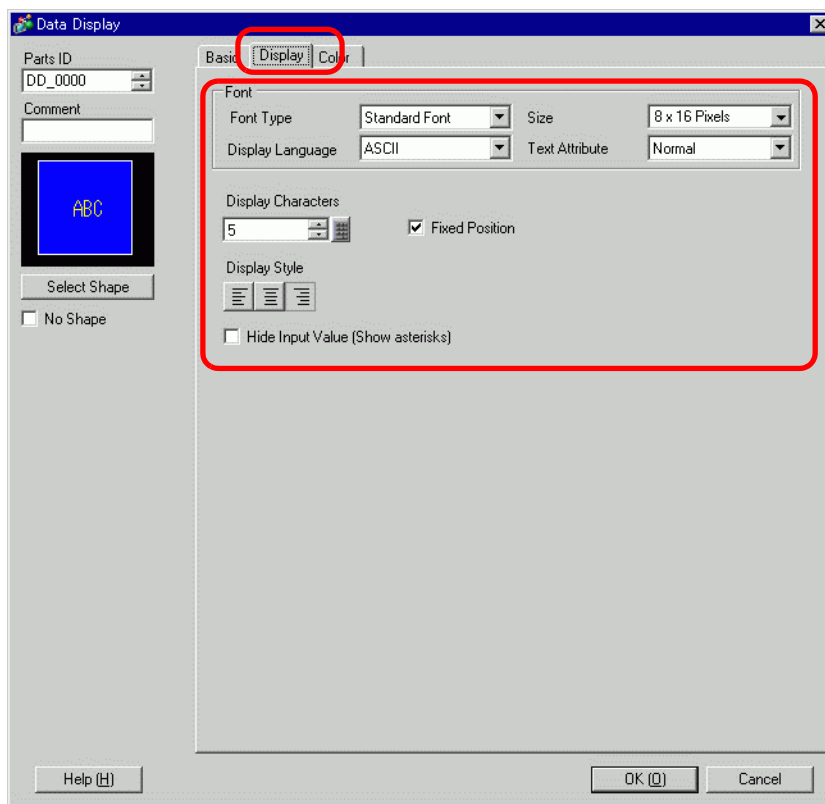 Data Display
Parts ID
DD_0000
Comment
ABC
Select Shape
No Shape
Basic Display Color
Font
Font Type Standard Font Size 8 x 16 Pixels
Display Language ASCII Text Attribute Normal
Display Characters
5 Fixed Position
Display Style
Hide Input Value (Show asterisks)
Help (H) OK (O) Cancel